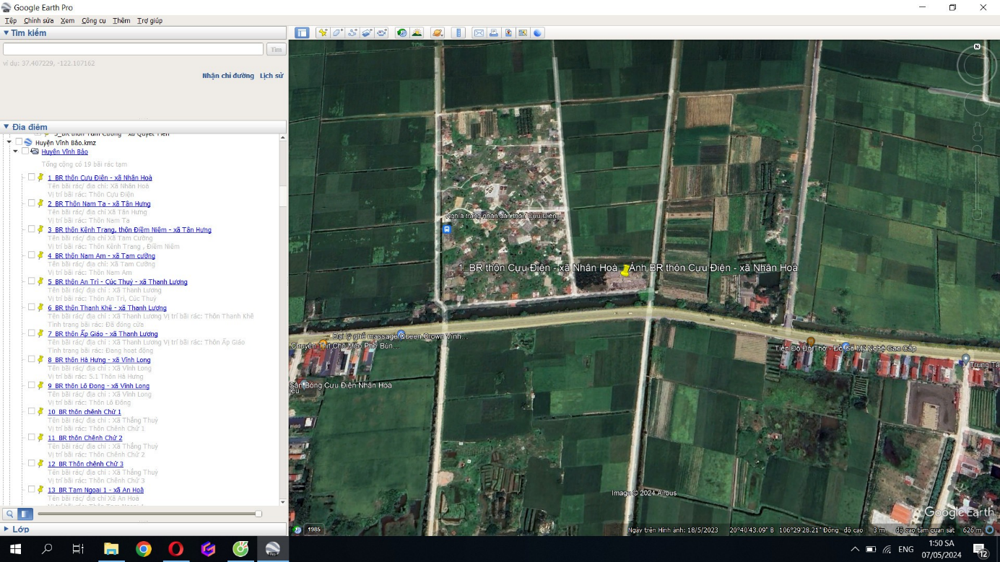 Google Earth Pro
Tệp Chỉnh sửa Xem Công cụ Thêm Trợ giúp
Tìm kiếm
Tìm
ví dụ: 37.407229, -122.107162
Nhận chỉ đường Lịch sử
Địa điểm
5_BR thôn Tam Cường - xã Quyết Tiến
Huyện Vĩnh Bảo.kmz
Huyện Vĩnh Bảo
Tổng cộng có 19 bãi rác tạm
1_BR thôn Cựu Điện - xã Nhân Hoà
Tên bãi rác/ địa chỉ: Xã Nhân Hoà
Vị trí bãi rác: Thôn Cựu Điện
2_BR Thôn Nam Tạ - xã Tân Hưng
Tên bãi rác/ địa chỉ Xã Tân Hưng
Vị trí bãi rác: Thôn Nam Tạ
3_BR thôn Kênh Trang, thôn Điềm Niêm - xã Tân Hưng
Tên bãi rác/ địa chỉ Xã Tam Cường
Vị trí bãi rác: Thôn Kênh Trang , Điềm Niêm
4_BR thôn Nam Am - xã Tam cường
Tên bãi rác/ địa chỉ: Xã Tam Cường
Vị trí bãi rác: Thôn Nam Am
5_BR thôn An Trì - Cúc Thuỷ - xã Thanh Lương
Tên bãi rác/ địa chỉ : Xã Thanh Lương
Vị trí bãi rác: Thôn An Trì, Cúc Thuỷ
6_BR thôn Thanh Khê - xã Thanh Lương
Tên bãi rác/ địa chỉ : Xã Thanh Lương Vị trí bãi rác: Thôn Thanh Khê
Tình trạng bãi rác: Đã đóng cửa
7_BR thôn Ấp Giáo - xã Thanh Lương
Tên bãi rác/ địa chỉ : Xã Thanh Lương Vị trí bãi rác: Thôn Ấp Giáo
Tình trạng bãi rác: Đang hoạt động
8_BR thôn Hà Hưng - xã Vĩnh Long
Tên bãi rác/ địa chỉ : Xã Vĩnh Long
Vị trí bãi rác: 5.1 Thôn Hà Hưng
9_BR thôn Lô Đong - xã Vĩnh Long
Tên bãi rác/ địa chỉ : Xã Vĩnh Long
Vị trí bãi rác: Thôn Lô Đông
10_BR thôn chênh Chử 1
Tên bãi rác/ địa chỉ : Xã Thắng Thuỷ
Vị trí bãi rác: Thôn Chênh Chử 1
11_BR thôn Chênh Chử 2
Tên bãi rác/ địa chỉ : Xã Thắng Thuỷ
Vị trí bãi rác: Thôn Chênh Chử 2
12_BR Thôn chênh Chử 3
Tên bãi rác/ địa chỉ : Xã Thắng Thuỷ
Vị trí bãi rác: Thôn Chênh Chử 3
13_BR Tam Ngoai 1 - xã An Hoà
Tên bãi rác/ địa chỉ Xã An Hoà
Lớp
N
Nghĩa trang nhân dân thôn Cựu Điện...
1_BR thôn Cựu Điện - xã Nhân Hoà
Ảnh BR thôn Cựu Điện - xã Nhân Hoà
Đại lý ghế massage Queen Crown Vĩnh...
Chuyên Thịt Chó Mèo Phở Bún...
Sân Bóng Cựu Điện Nhân Hoà
Tiến Đô Đồ Thờ - Đồ Gỗ Mỹ Nghệ Cao Cấp
Trung Tâ
Image © 2024 Airbus
Google Earth
1985
Ngày trên Hình ảnh: 18/5/2023 20°40'43.09" B 106°29'28.21" Đông độ cao 3 m độ cao tầm quan sát 626 m
ENG
1:50 SA
07/05/2024
12